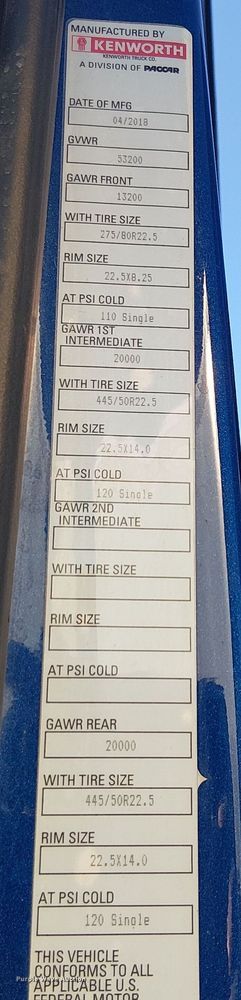 MANUFACTURED BY
KENWORTH
KENWORTH TRUCK CO.
A DIVISION OF PACCAR
DATE OF MFG
04/2018
GVWR
53200
GAWR FRONT
13200
WITH TIRE SIZE
275/80R22.5
RIM SIZE
22.5X8.25
AT PSI COLD
110 Single
GAWR 1ST
INTERMEDIATE
20000
WITH TIRE SIZE
445/50R22.5
RIM SIZE
22.5X14.0
AT PSI COLD
120 Single
GAWR 2ND
INTERMEDIATE
WITH TIRE SIZE
RIM SIZE
AT PSI COLD
GAWR REAR
20000
WITH TIRE SIZE
445/50R22.5
RIM SIZE
22.5X14.0
AT PSI COLD
120 Single
THIS VEHICLE
CONFORMS TO ALL
APPLICABLE U.S.
FEDERAL MOTOR